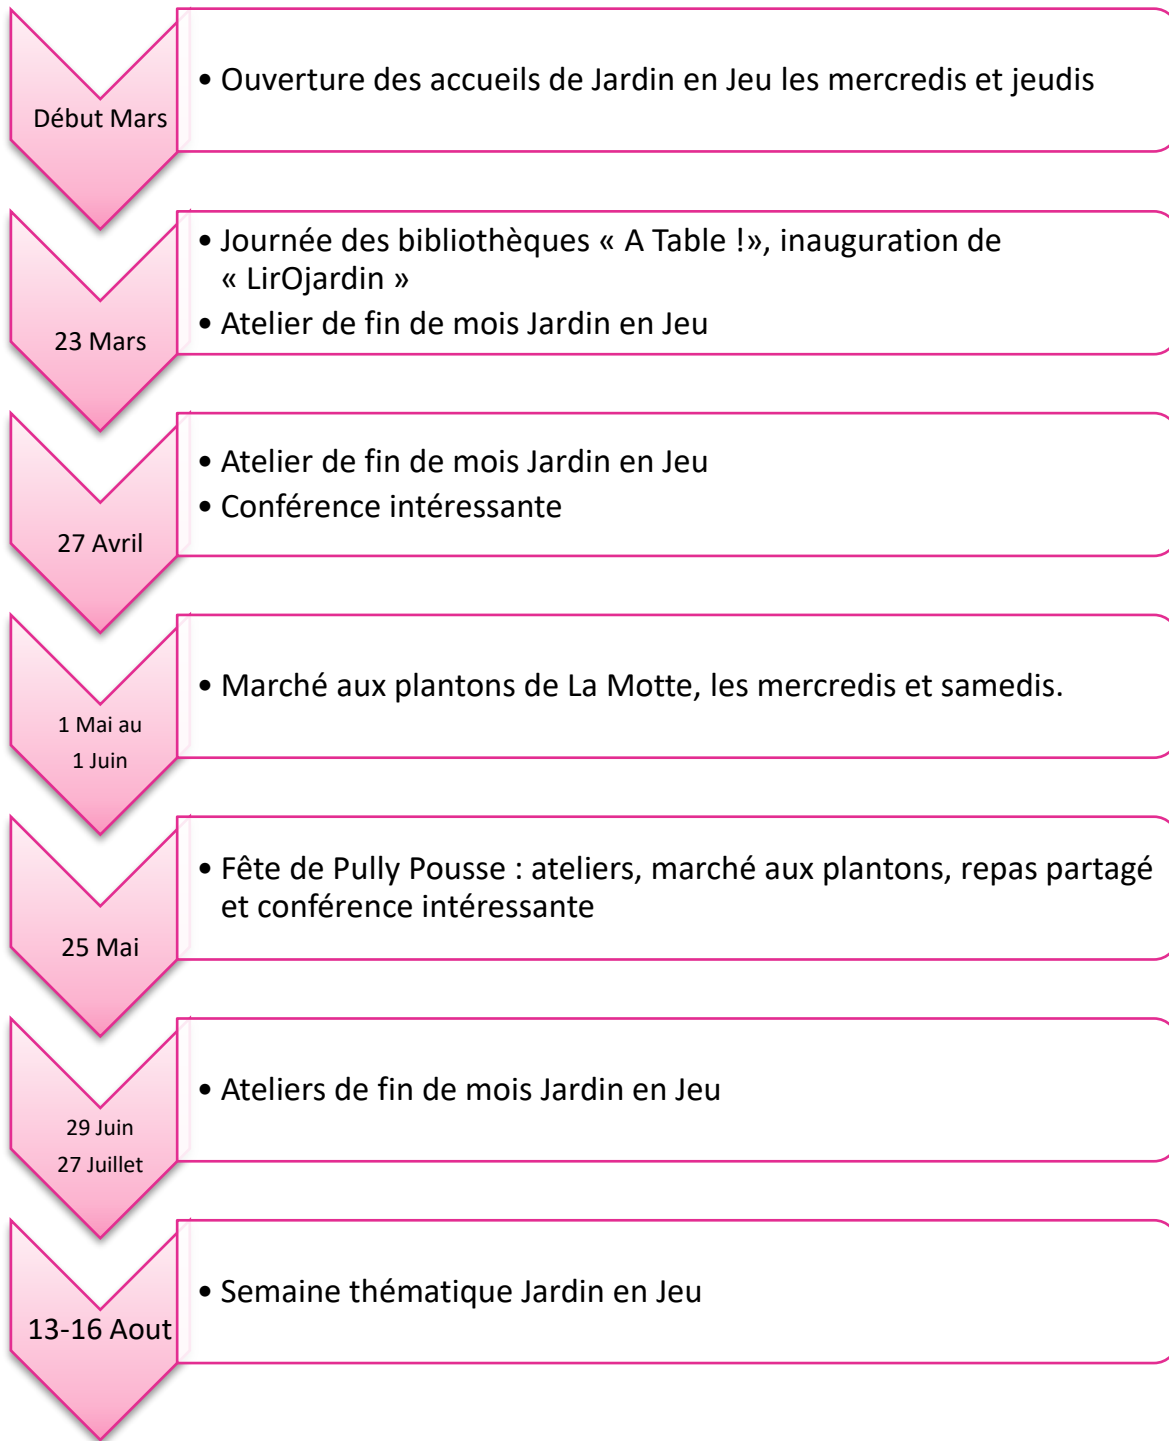 Début Mars
• Ouverture des accueils de Jardin en Jeu les mercredis et jeudis
23 Mars
• Journée des bibliothèques « A Table !», inauguration de
« LirOjardin »
• Atelier de fin de mois Jardin en Jeu
27 Avril
• Atelier de fin de mois Jardin en Jeu
• Conférence intéressante
1 Mai au
1 Juin
• Marché aux plantons de La Motte, les mercredis et samedis.
25 Mai
• Fête de Pully Pousse : ateliers, marché aux plantons, repas partagé
et conférence intéressante
29 Juin
27 Juillet
• Ateliers de fin de mois Jardin en Jeu
13-16 Aout
• Semaine thématique Jardin en Jeu